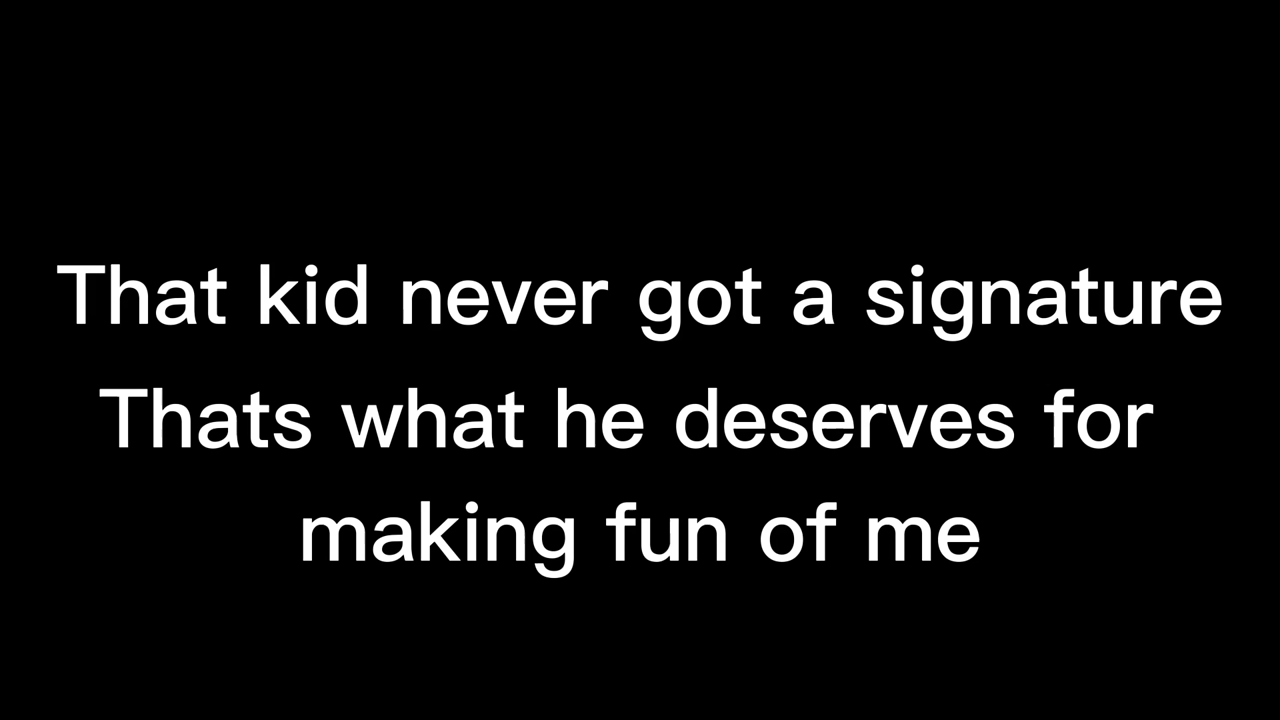 That kid never got a signature
Thats what he deserves for
making fun of me